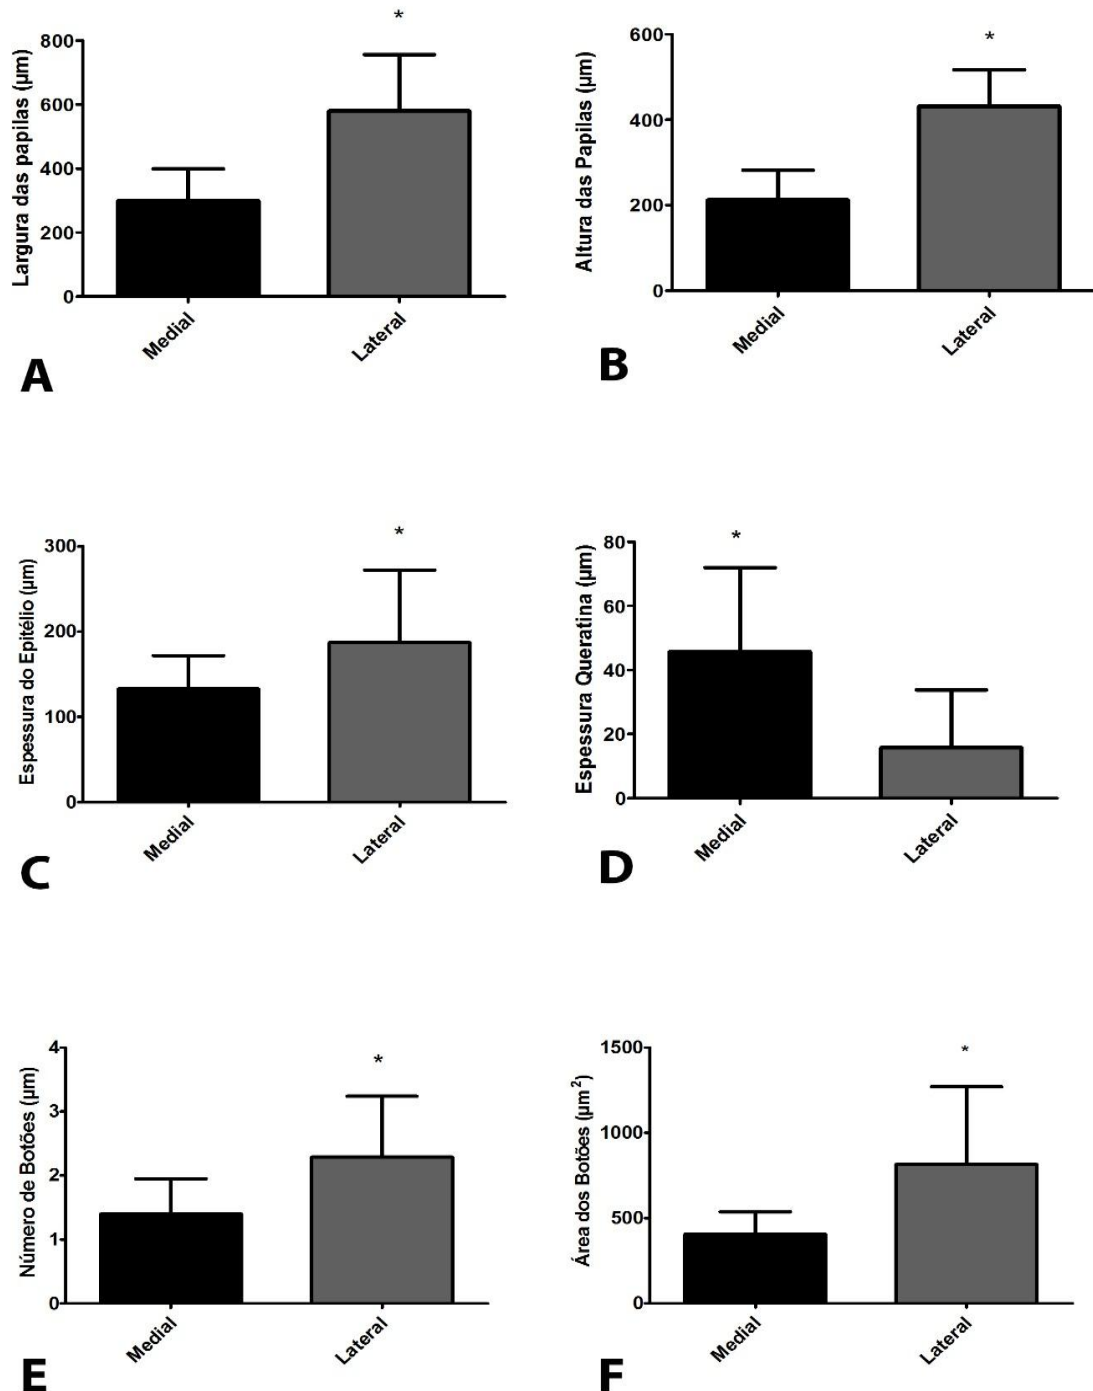 *
800
600
400
200
0
Largura das papilas (µm)
Medial
Lateral
A
*
600
400
200
0
Altura das Papilas (µm)
Medial
Lateral
B
*
300
200
100
0
Espessura do Epitélio (µm)
Medial
Lateral
C
*
80
60
40
20
0
Espessura Queratina (µm)
Medial
Lateral
D
*
4
3
2
1
0
Número de Botões (µm)
Medial
Lateral
E
*
1500
1000
500
0
Área dos Botões (µm²)
Medial
Lateral
F